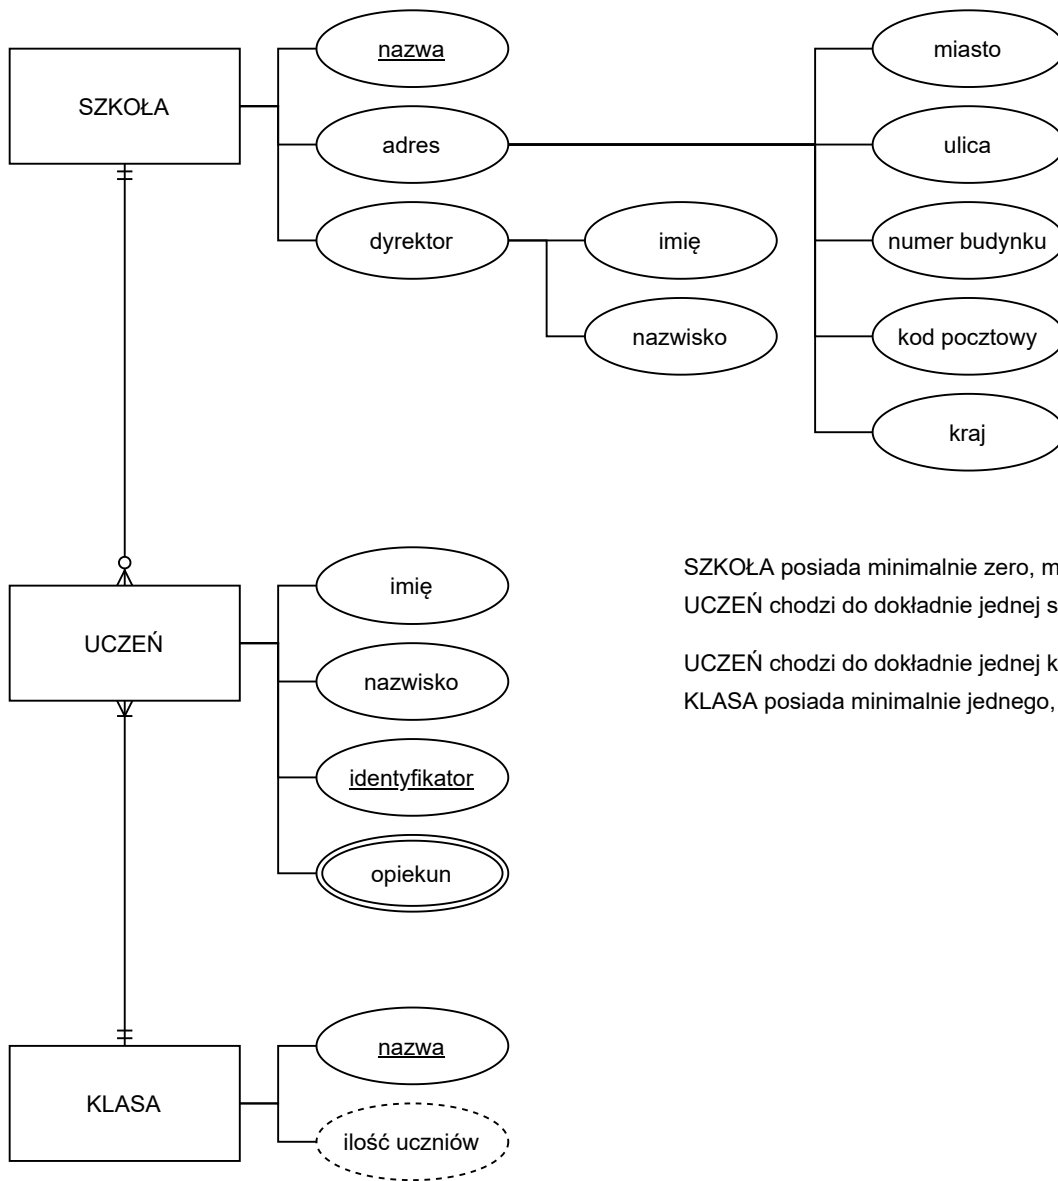 SZKOŁA
nazwa
adres
dyrektor
imię
nazwisko
miasto
ulica
numer budynku
kod pocztowy
kraj
UCZEŃ
imię
nazwisko
identyfikator
opiekun
SZKOŁA posiada minimalnie zero, m
UCZEŃ chodzi do dokładnie jednej s
UCZEŃ chodzi do dokładnie jednej k
KLASA posiada minimalnie jednego,
KLASA
nazwa
ilość uczniów